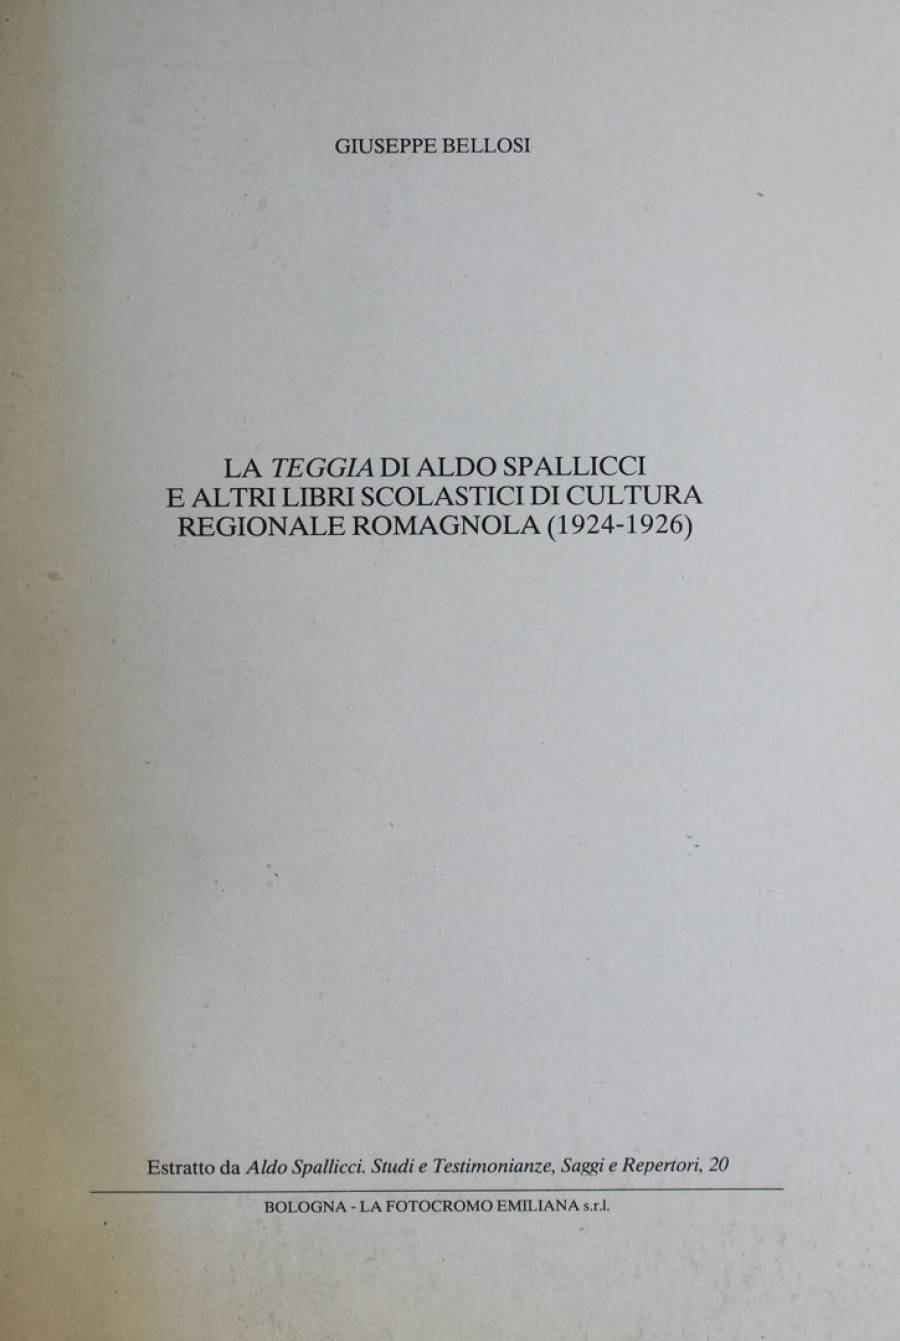 GIUSEPPE BELLOSI
LA TEGGIA DI ALDO SPALLICCI
E ALTRI LIBRI SCOLASTICI DI CULTURA
REGIONALE ROMAGNOLA (1924-1926)
Estratto da Aldo Spallicci. Studi e Testimonianze, Saggi e Repertori, 20
BOLOGNA - LA FOTOCROMO EMILIANA s.r.l.